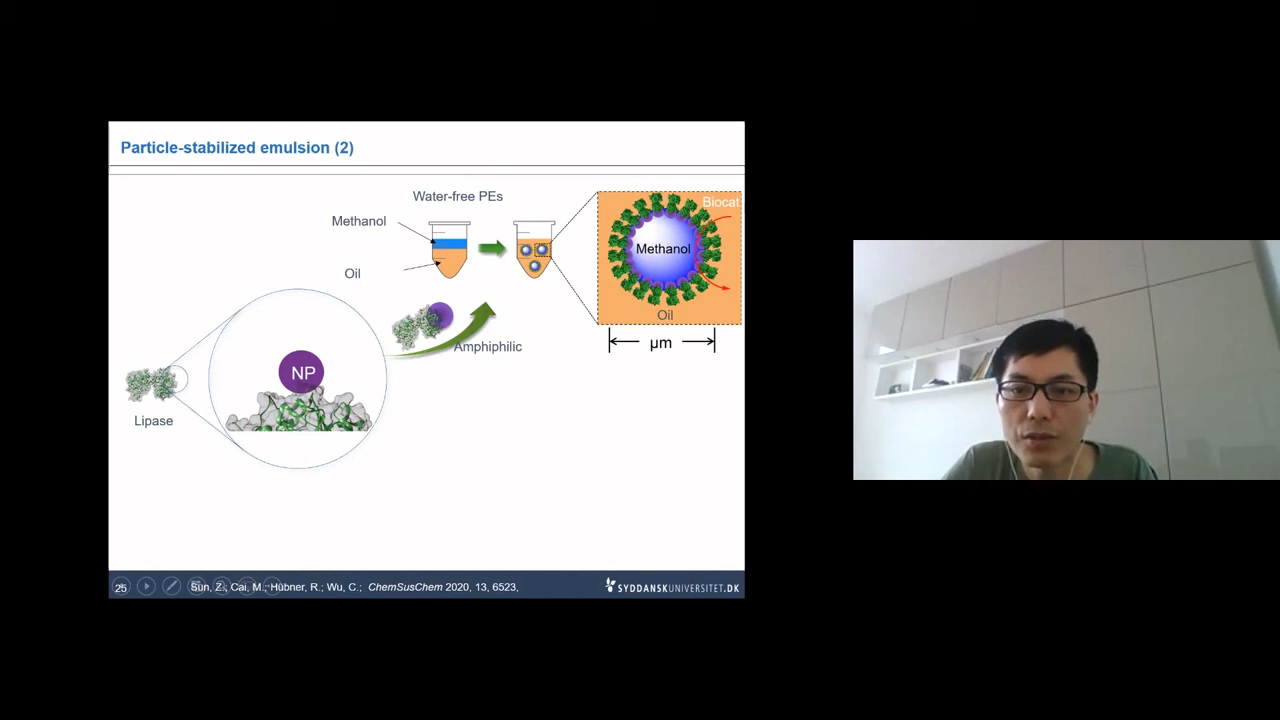 Particle-stabilized emulsion (2)
Water-free PEs
Methanol
Oil
Biocat
Methanol
Oil
µm
Amphiphilic
NP
Lipase
25
Sun, Z.; Cai, M.; Hübner, R.; Wu, C.; ChemSusChem 2020, 13, 6523,
SYDDANSKUNIVERSITET.DK